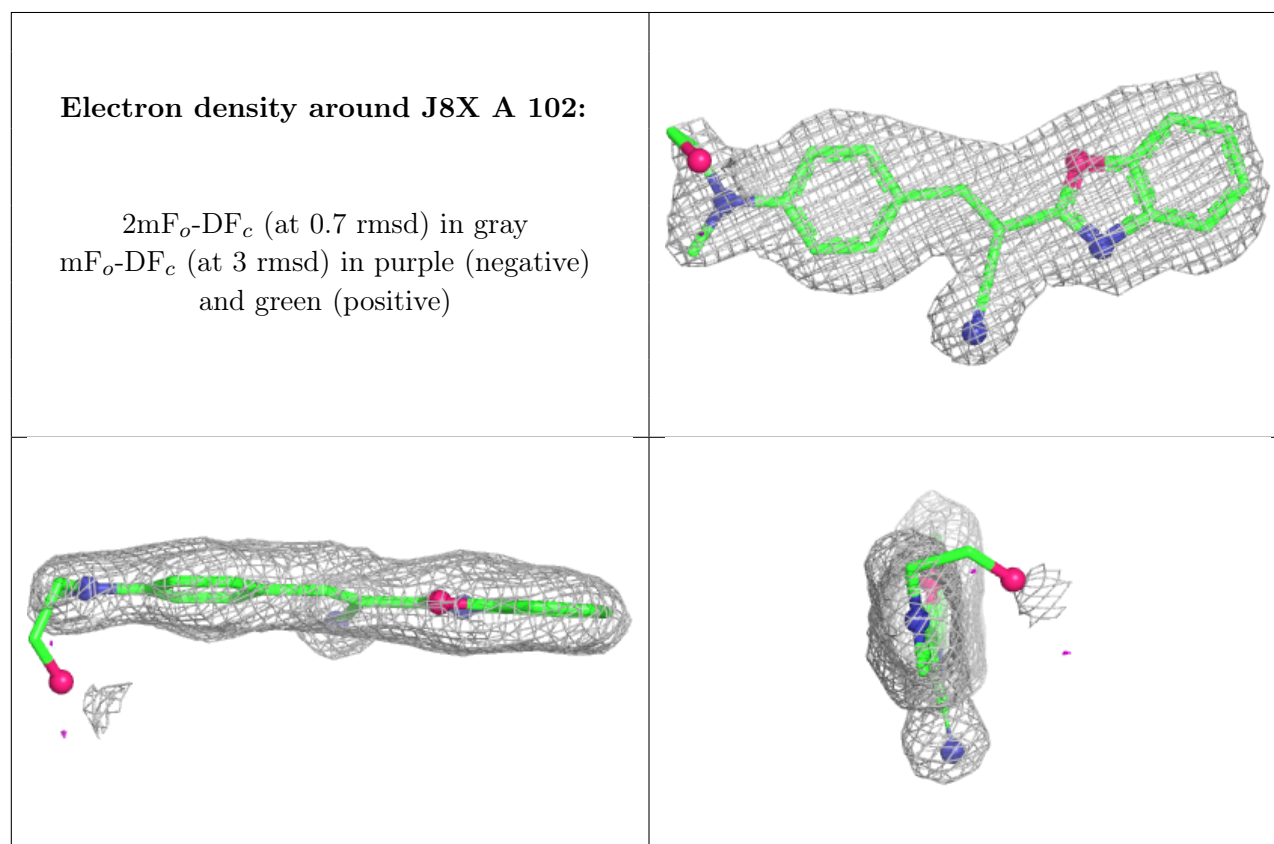 Electron density around J8X A 102:
2mFo-DFc (at 0.7 rmsd) in gray
mFo-DFc (at 3 rmsd) in purple (negative)
and green (positive)